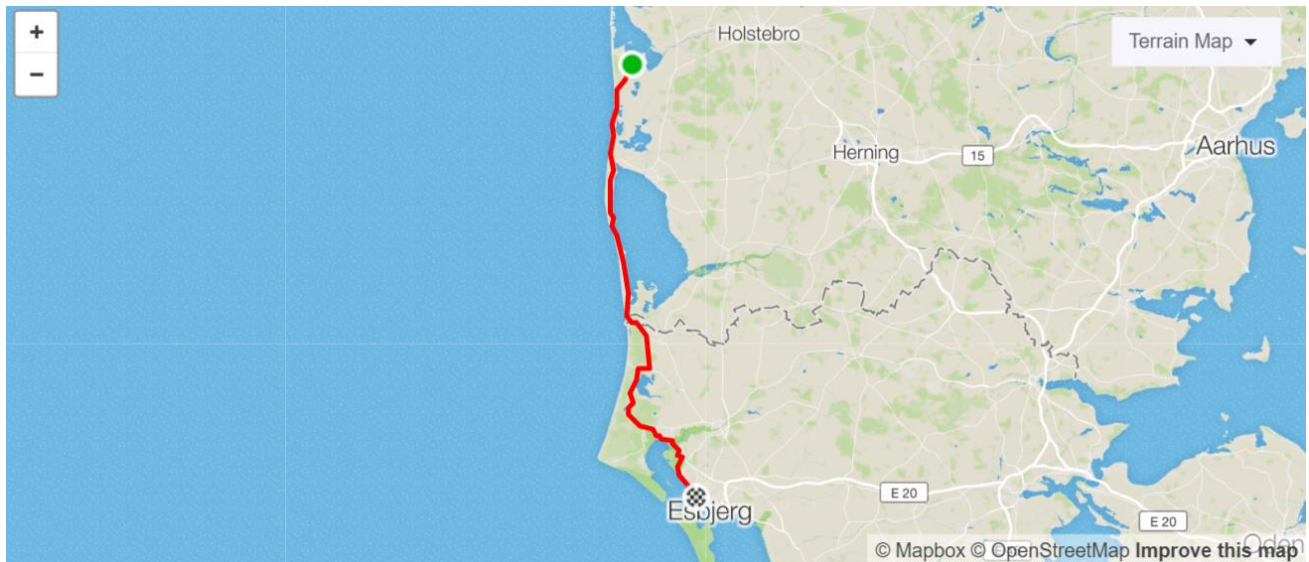 +
Holstebro
Terrain Map
−
Aarhus
Herning
15
E 20
Esbjerg
E 20
© Mapbox © OpenStreetMap Improve this map